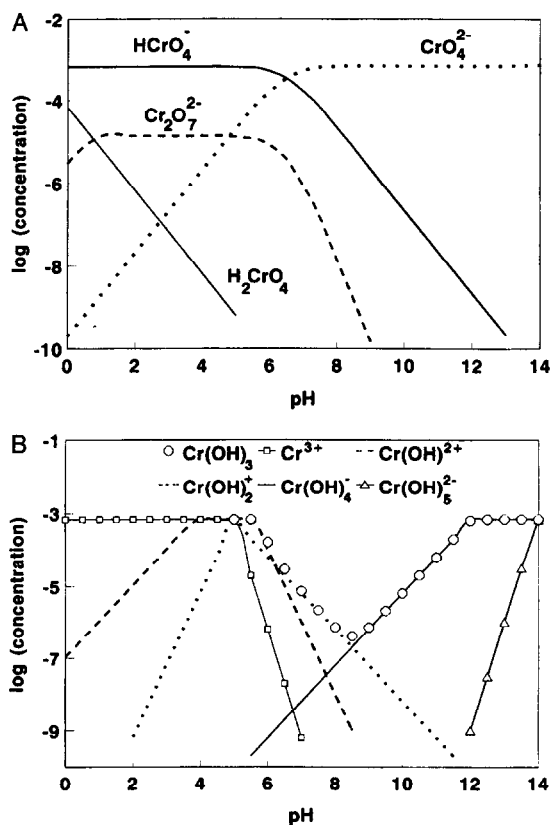 A
-2
HCrO₄⁻ CrO₄²⁻
-4
Cr₂O₇²⁻
-6
-8
H₂CrO₄
-10
log (concentration)
0 2 4 6 8 10 12 14
pH
B
-1
Cr(OH)₃ Cr³⁺ Cr(OH)²⁺
Cr(OH)₂⁺ Cr(OH)₄⁻ Cr(OH)₅²⁻
-3
-5
-7
-9
log (concentration)
0 2 4 6 8 10 12 14
pH